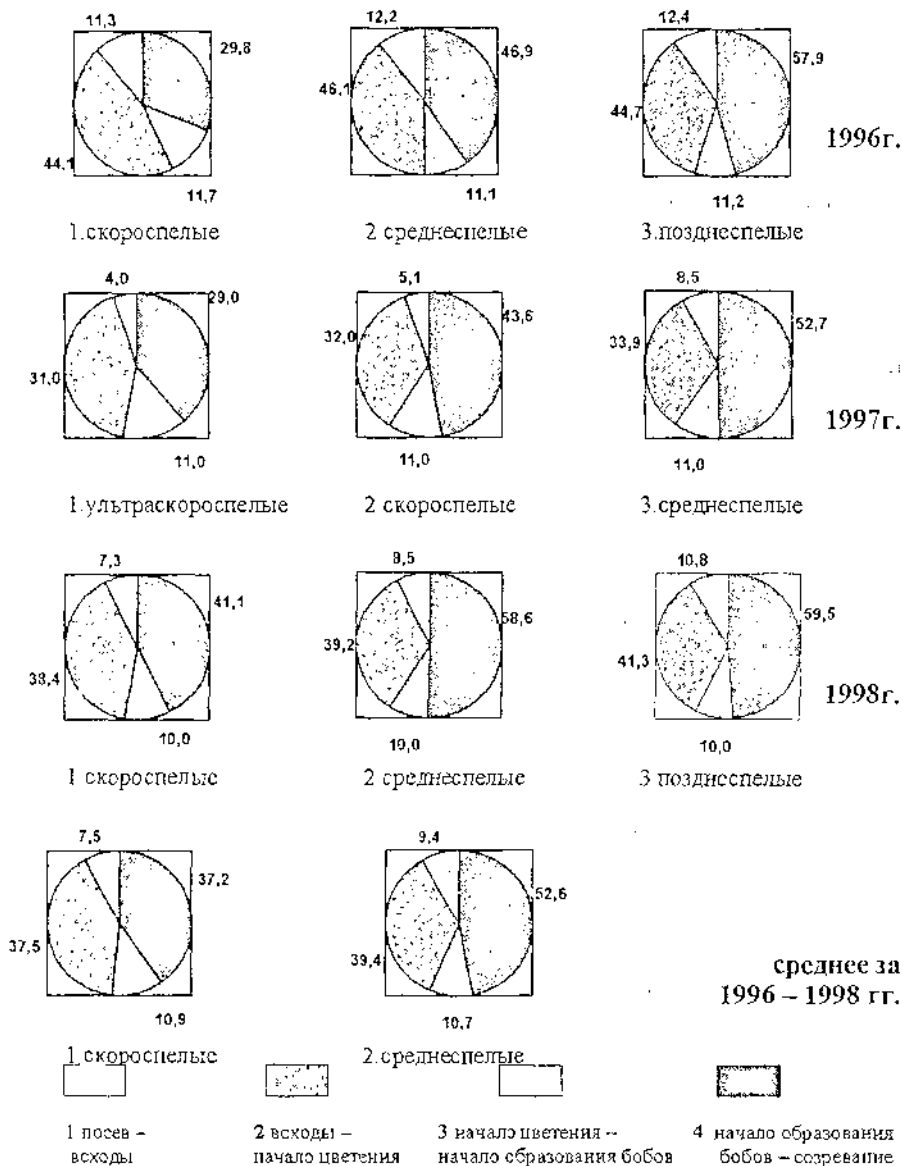 11,3
29,8
44,1
11,7
1.скороспелые
12,2
46,9
46,1
11,1
2 среднеспелые
12,4
57,9
44,7
11,2
3.позднеспелые
1996г.
4,0
29,0
31,0
11,0
1.ультраскороспелые
5,1
43,6
32,0
11,0
2 скороспелые
8,5
52,7
33,9
11,0
3.среднеспелые
1997г.
7,3
41,1
38,4
10,0
1 скороспелые
8,5
58,6
39,2
19,0
2 среднеспелые
10,8
59,5
41,3
10,0
3 позднеспелые
1998г.
7,5
37,2
37,5
10,9
1.скороспелые
9,4
52,6
39,4
10,7
2.среднеспелые
среднее за
1996 – 1998 гг.
1 посев –
всходы
2 всходы –
начало цветения
3 начало цветения –
начало образования бобов
4 начало образования
бобов – созревание